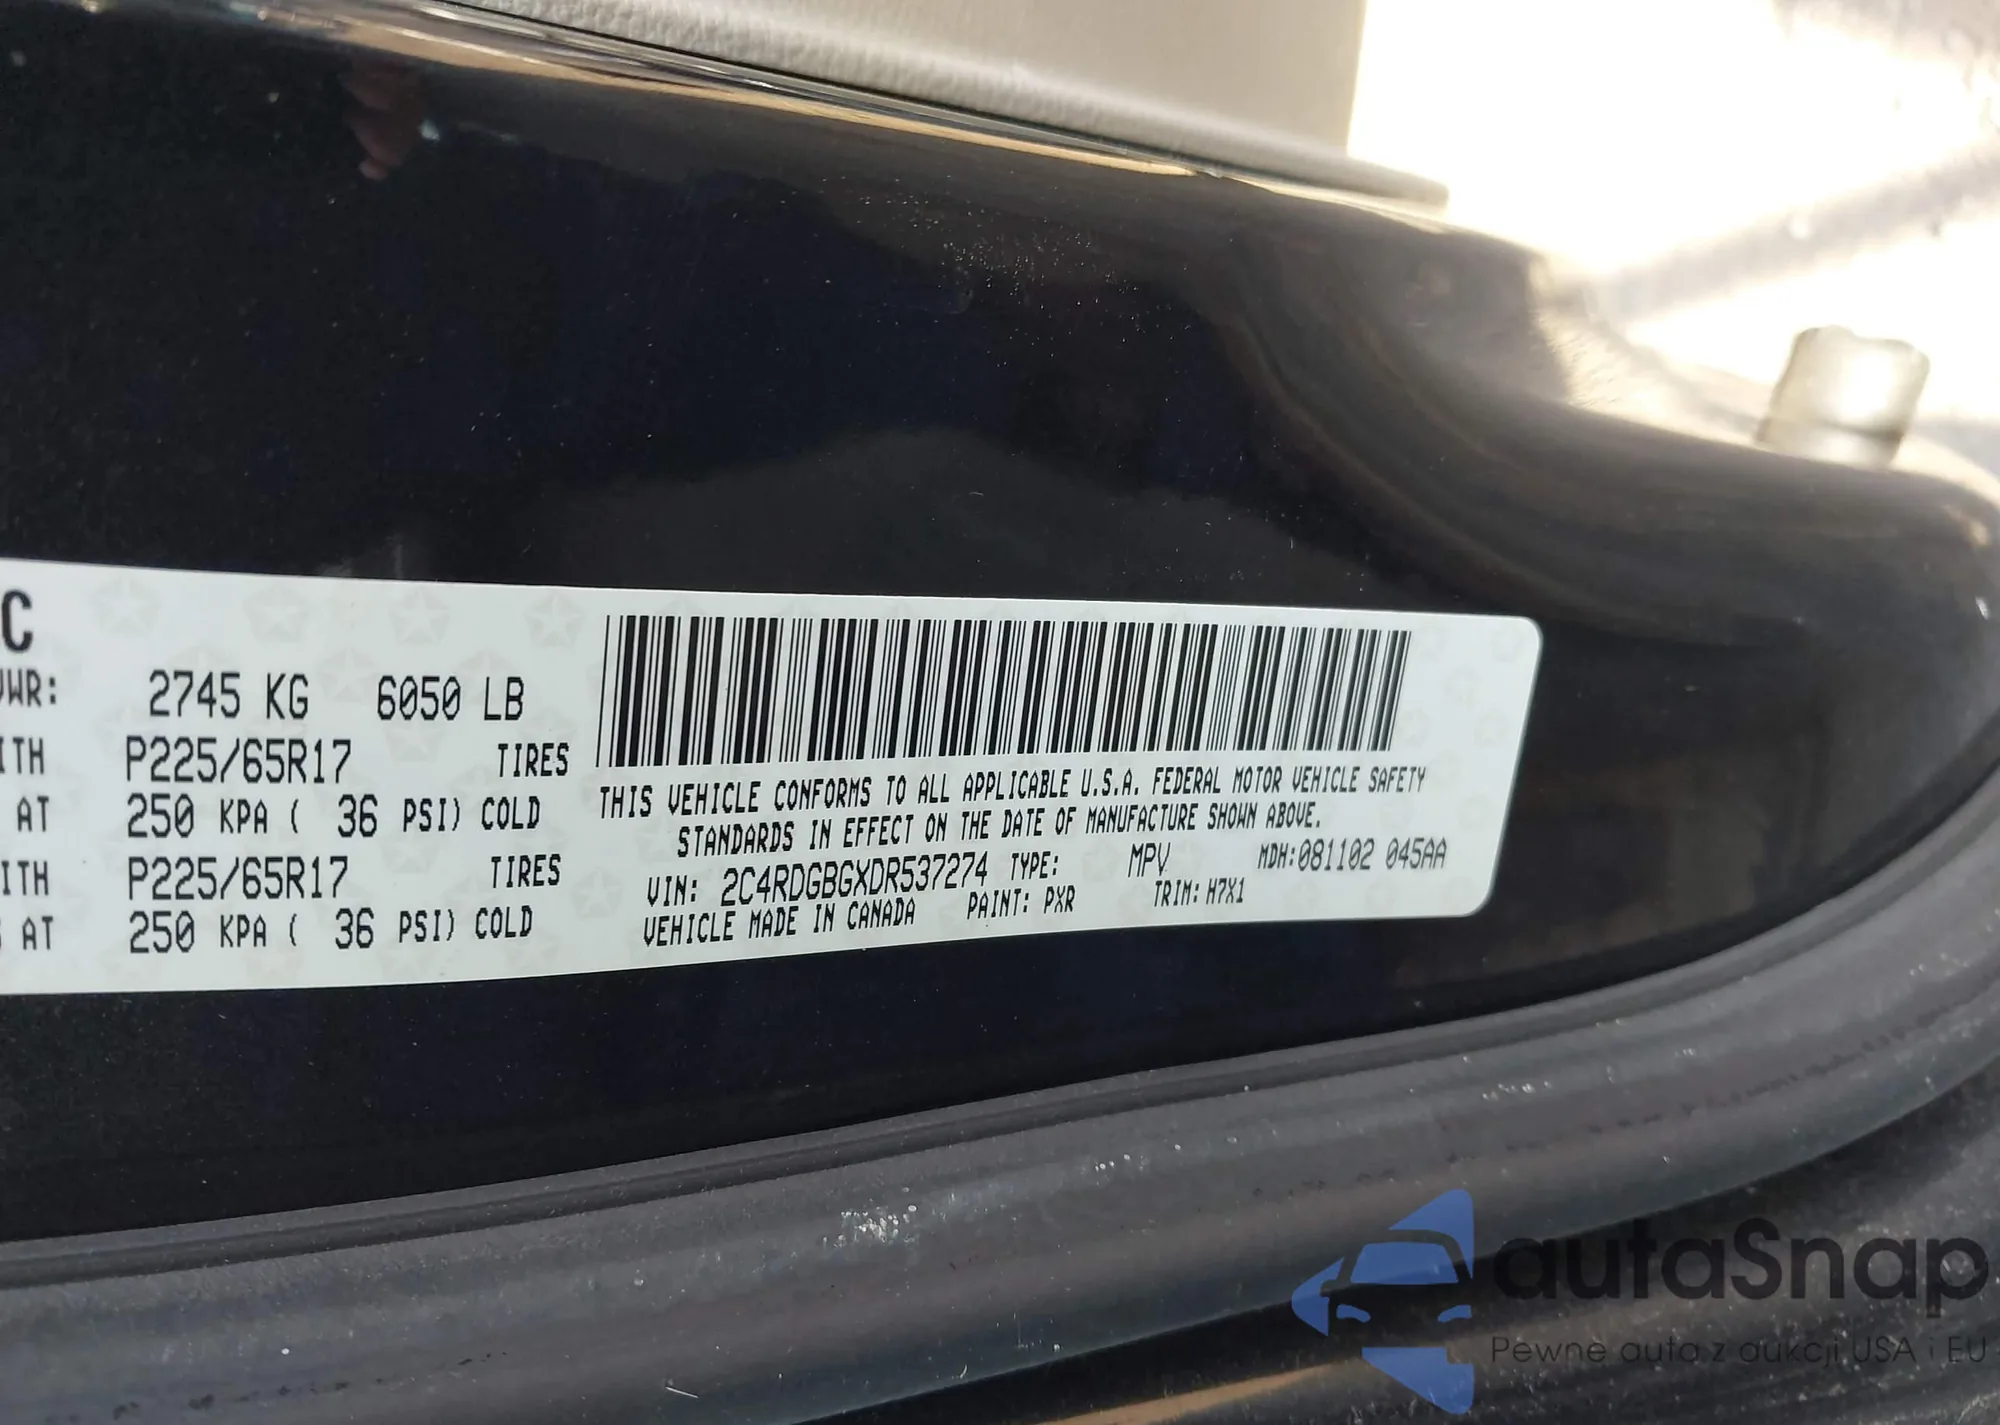 C
VWR: 2745 KG 6050 LB
ITH P225/65R17 TIRES
AT 250 KPA ( 36 PSI) COLD
ITH P225/65R17 TIRES
AT 250 KPA ( 36 PSI) COLD
THIS VEHICLE CONFORMS TO ALL APPLICABLE U.S.A. FEDERAL MOTOR VEHICLE SAFETY
STANDARDS IN EFFECT ON THE DATE OF MANUFACTURE SHOWN ABOVE.
VIN: 2C4RDGBGXDR537274 TYPE: MPV MDH:081102 045AA
VEHICLE MADE IN CANADA PAINT: PXR TRIM: H7X1
autaSnap
Pewne auta z aukcji USA i EU